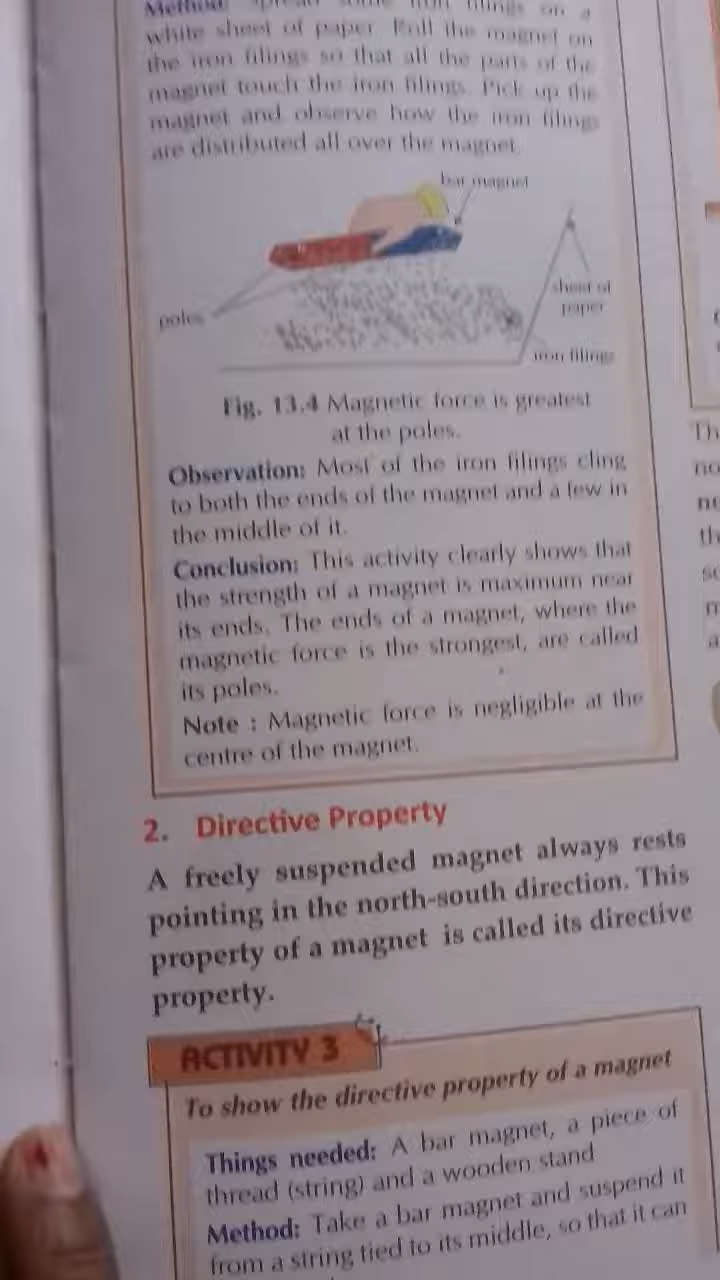 Method: Spread some iron filings on a
white sheet of paper. Roll the magnet on
the iron filings so that all the parts of the
magnet touch the iron filings. Pick up the
magnet and observe how the iron filings
are distributed all over the magnet.
bar magnet
sheet of
paper
poles
iron filings
Fig. 13.4 Magnetic force is greatest
at the poles.
Observation: Most of the iron filings cling
to both the ends of the magnet and a few in
the middle of it.
Conclusion: This activity clearly shows that
the strength of a magnet is maximum near
its ends. The ends of a magnet, where the
magnetic force is the strongest, are called
its poles.
Note : Magnetic force is negligible at the
centre of the magnet.
2. Directive Property
A freely suspended magnet always rests
pointing in the north-south direction. This
property of a magnet is called its directive
property.
ACTIVITY 3
To show the directive property of a magnet
Things needed: A bar magnet, a piece of
thread (string) and a wooden stand
Method: Take a bar magnet and suspend it
from a string tied to its middle, so that it can